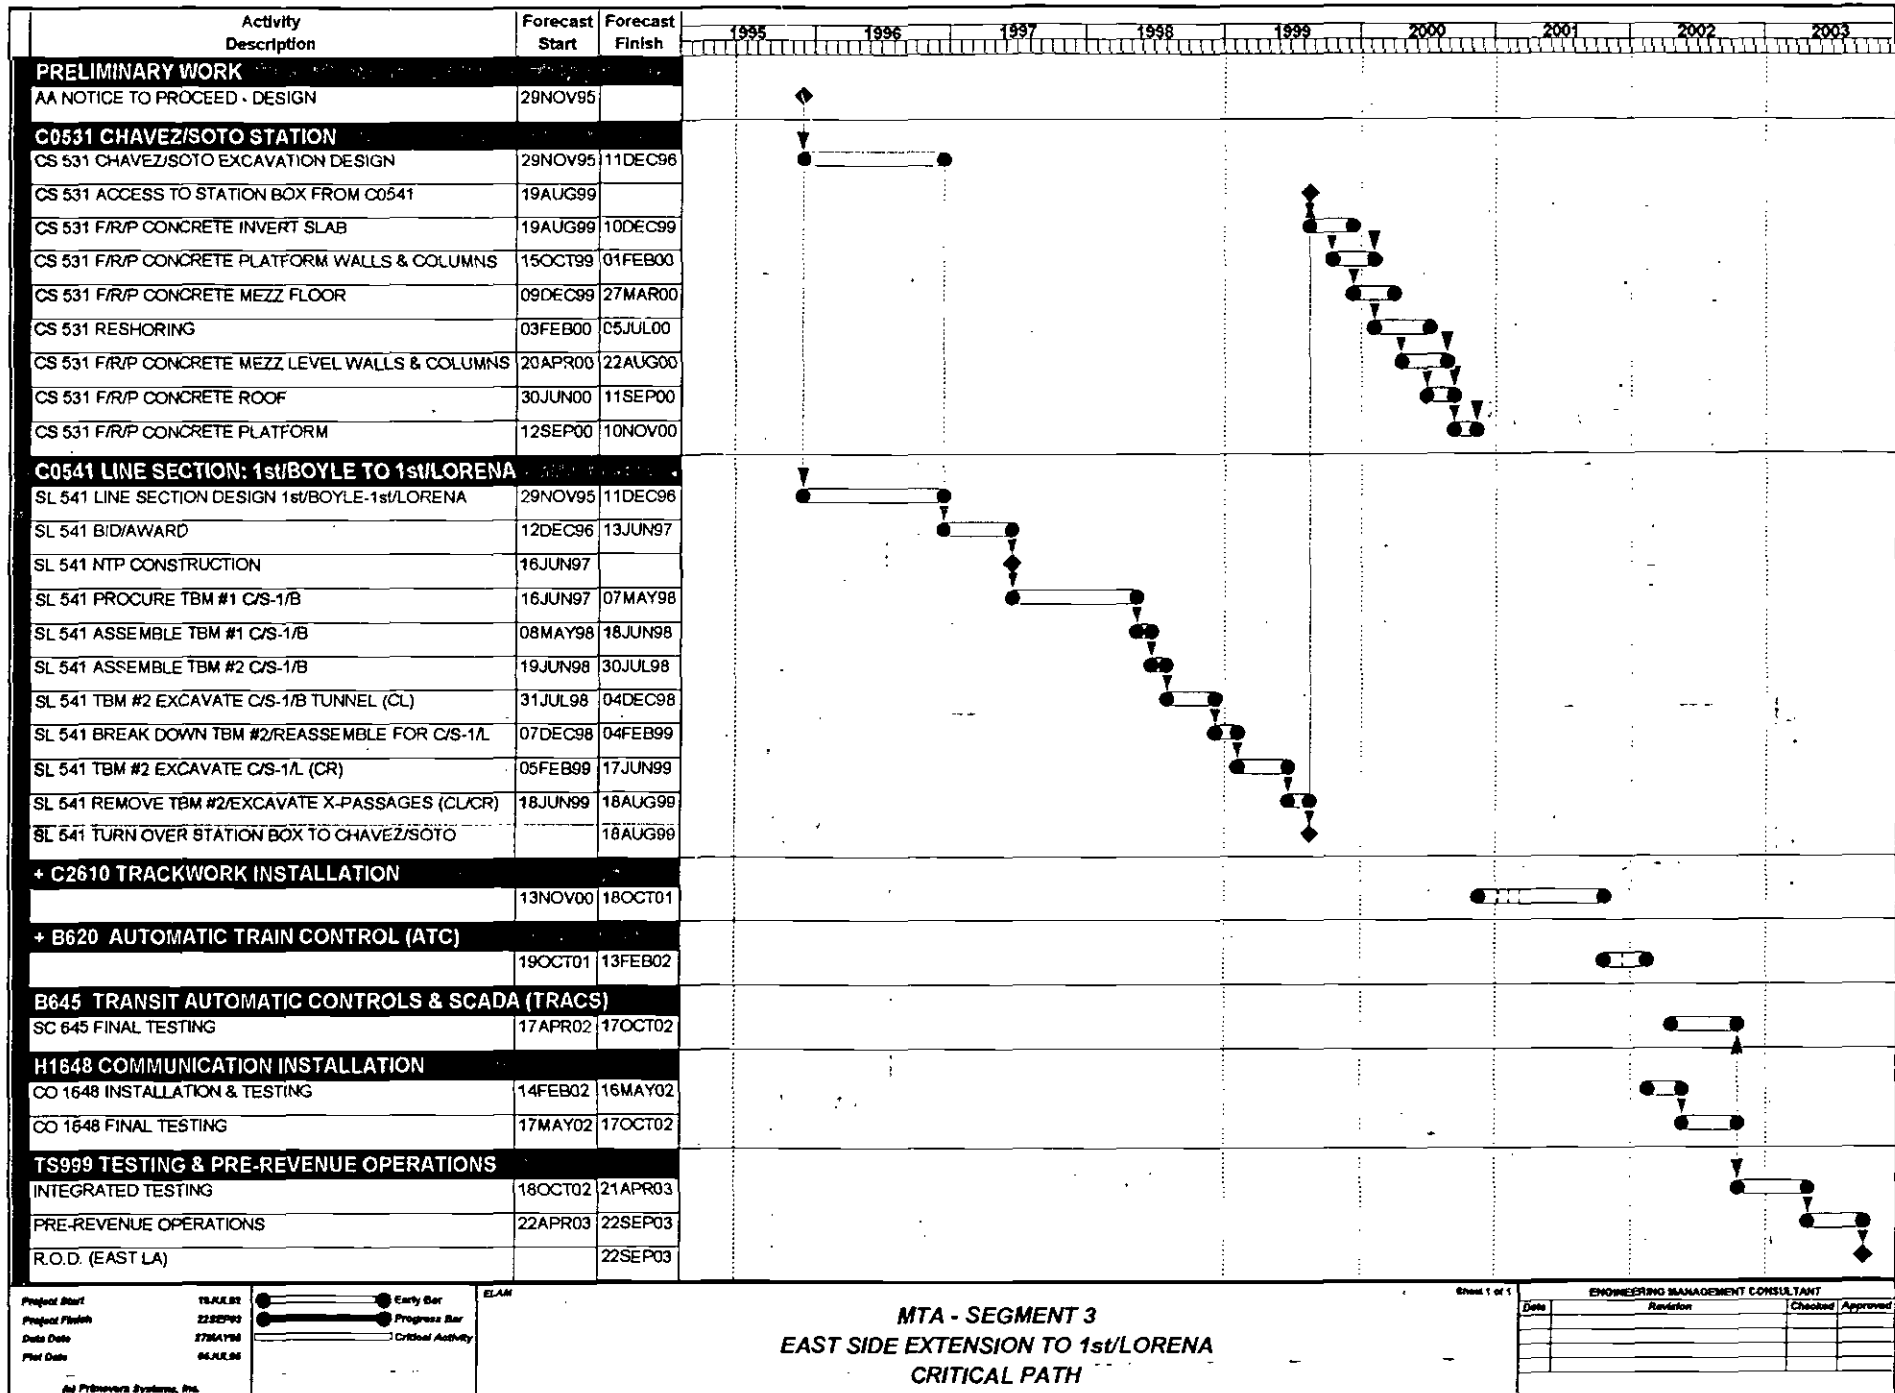 Activity Description Forecast Start Forecast Finish 1995 1996 1997 1998 1999 2000 2001 2002 2003
PRELIMINARY WORK
AA NOTICE TO PROCEED - DESIGN 29NOV95
C0531 CHAVEZ/SOTO STATION
CS 531 CHAVEZ/SOTO EXCAVATION DESIGN 29NOV95 11DEC96
CS 531 ACCESS TO STATION BOX FROM C0541 19AUG99
CS 531 F/R/P CONCRETE INVERT SLAB 19AUG99 10DEC99
CS 531 F/R/P CONCRETE PLATFORM WALLS & COLUMNS 15OCT99 01FEB00
CS 531 F/R/P CONCRETE MEZZ FLOOR 09DEC99 27MAR00
CS 531 RESHORING 03FEB00 05JUL00
CS 531 F/R/P CONCRETE MEZZ LEVEL WALLS & COLUMNS 20APR00 22AUG00
CS 531 F/R/P CONCRETE ROOF 30JUN00 11SEP00
CS 531 F/R/P CONCRETE PLATFORM 12SEP00 10NOV00
C0541 LINE SECTION: 1st/BOYLE TO 1st/LORENA
SL 541 LINE SECTION DESIGN 1st/BOYLE-1st/LORENA 29NOV95 11DEC96
SL 541 BID/AWARD 12DEC96 13JUN97
SL 541 NTP CONSTRUCTION 16JUN97
SL 541 PROCURE TBM #1 C/S-1/B 16JUN97 07MAY98
SL 541 ASSEMBLE TBM #1 C/S-1/B 08MAY98 18JUN98
SL 541 ASSEMBLE TBM #2 C/S-1/B 19JUN98 30JUL98
SL 541 TBM #2 EXCAVATE C/S-1/B TUNNEL (CL) 31JUL98 04DEC98
SL 541 BREAK DOWN TBM #2/REASSEMBLE FOR C/S-1/L 07DEC98 04FEB99
SL 541 TBM #2 EXCAVATE C/S-1/L (CR) 05FEB99 17JUN99
SL 541 REMOVE TBM #2/EXCAVATE X-PASSAGES (CL/CR) 18JUN99 18AUG99
SL 541 TURN OVER STATION BOX TO CHAVEZ/SOTO 18AUG99
+ C2610 TRACKWORK INSTALLATION
13NOV00 18OCT01
+ B620 AUTOMATIC TRAIN CONTROL (ATC)
19OCT01 13FEB02
B645 TRANSIT AUTOMATIC CONTROLS & SCADA (TRACS)
SC 645 FINAL TESTING 17APR02 17OCT02
H1648 COMMUNICATION INSTALLATION
CO 1648 INSTALLATION & TESTING 14FEB02 16MAY02
CO 1648 FINAL TESTING 17MAY02 17OCT02
TS999 TESTING & PRE-REVENUE OPERATIONS
INTEGRATED TESTING 18OCT02 21APR03
PRE-REVENUE OPERATIONS 22APR03 22SEP03
R.O.D. (EAST LA) 22SEP03
Project Start
Project Finish 22SEP03
Data Date
Plot Date
(c) Primavera Systems, Inc.
Early Bar
Progress Bar
Critical Activity
ELAM
MTA - SEGMENT 3
EAST SIDE EXTENSION TO 1st/LORENA
CRITICAL PATH
Sheet 1 of 1
ENGINEERING MANAGEMENT CONSULTANT
Date Revision Checked Approved